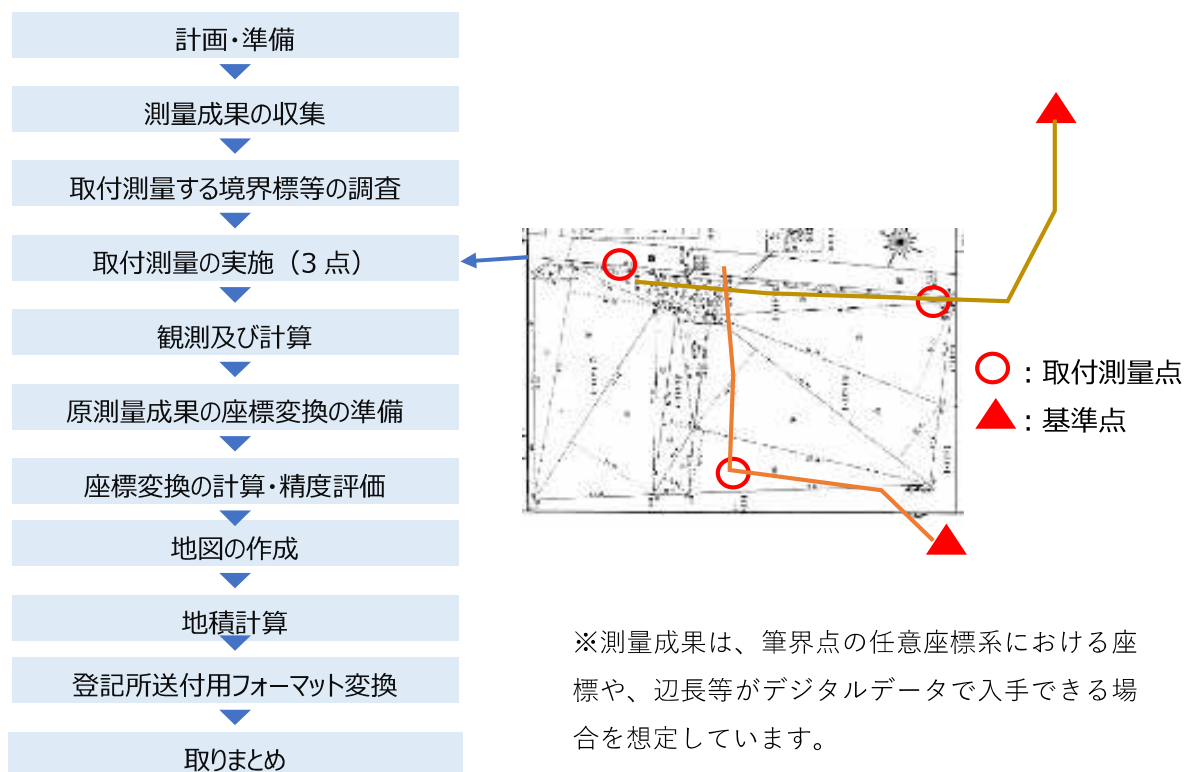 計画・準備
測量成果の収集
取付測量する境界標等の調査
取付測量の実施（3 点）
観測及び計算
原測量成果の座標変換の準備
座標変換の計算・精度評価
地図の作成
地積計算
登記所送付用フォーマット変換
取りまとめ
：取付測量点
：基準点
※測量成果は、筆界点の任意座標系における座
標や、辺長等がデジタルデータで入手できる場
合を想定しています。